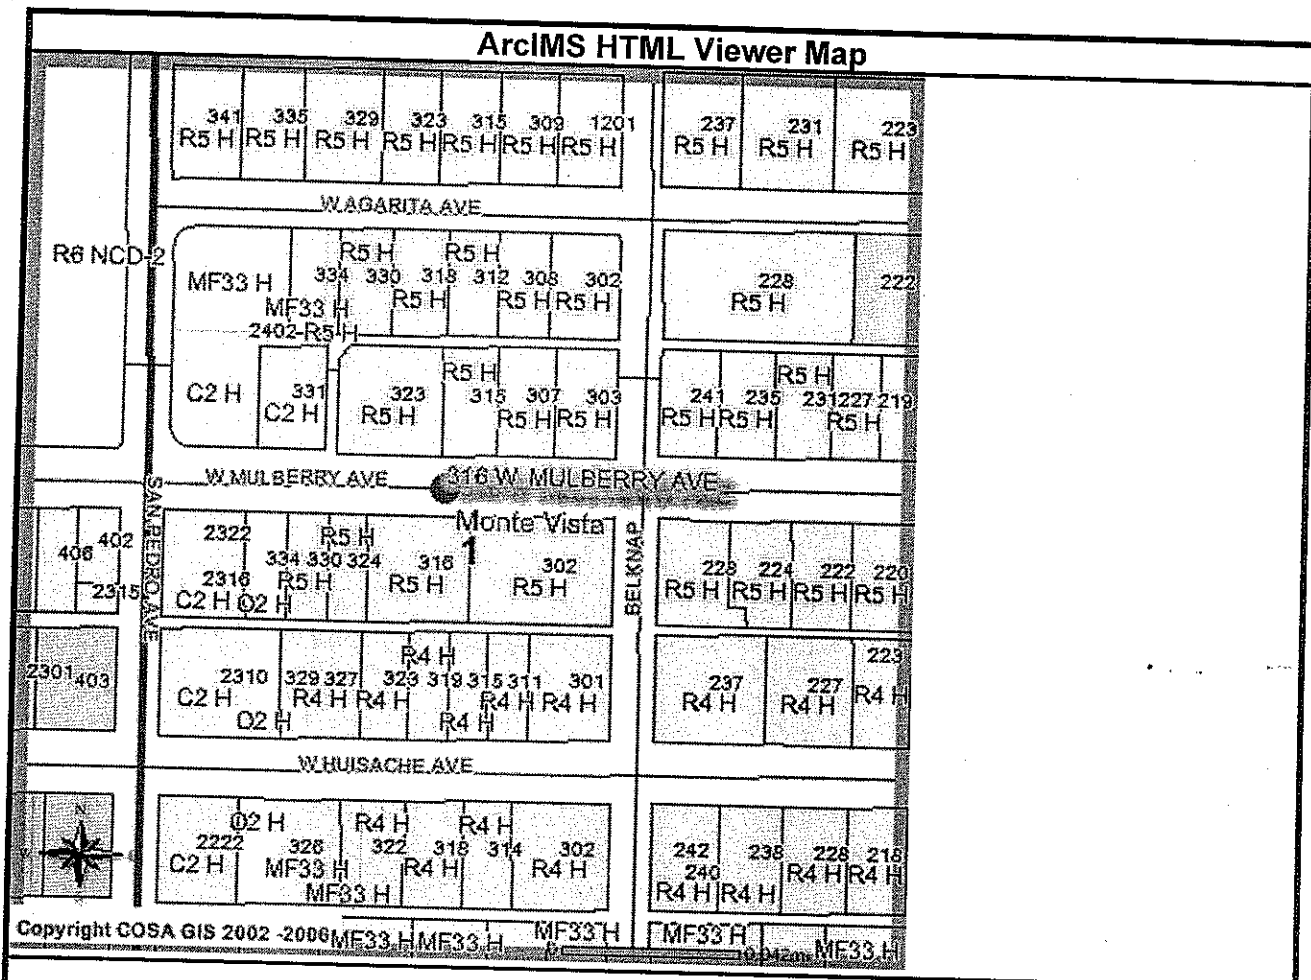 ArcIMS HTML Viewer Map
341 335 329 323 315 309 1201 237 231 223
R5 H R5 H R5 H R5 H R5 H R5 H R5 H R5 H R5 H R5 H
W AGARITA AVE
R6 NCD-2
R5 H R5 H
MF33 H 334 330 318 312 308 302 228 222
MF33 H R5 H R5 H R5 H R5 H
2402 R5 H
R5 H R5 H
C2 H 331 323 315 307 303 241 235 231 227 219
C2 H R5 H R5 H R5 H R5 H R5 H R5 H
W MULBERRY AVE 316 W MULBERRY AVE
SAN PEDRO AVE
Monte Vista
1
BELKNAP
406 402 2322 R5 H
334 330 324 316 302 228 224 222 220
2315 2316 R5 H R5 H R5 H R5 H R5 H R5 H R5 H
C2 H O2 H
R4 H 223
2301 403 2310 329 327 323 319 315 311 301 237 227
C2 H R4 H R4 H R4 H R4 H R4 H R4 H R4 H
O2 H R4 H
W HUISACHE AVE
N
O2 H R4 H R4 H
2222 326 322 318 314 302 242 238 228 218
C2 H MF33 H R4 H R4 H 240 R4 H R4 H
MF33 H R4 H R4 H
Copyright COSA GIS 2002 -2006 MF33 H MF33 H MF33 H MF33 H MF33 H
0 0.042mi